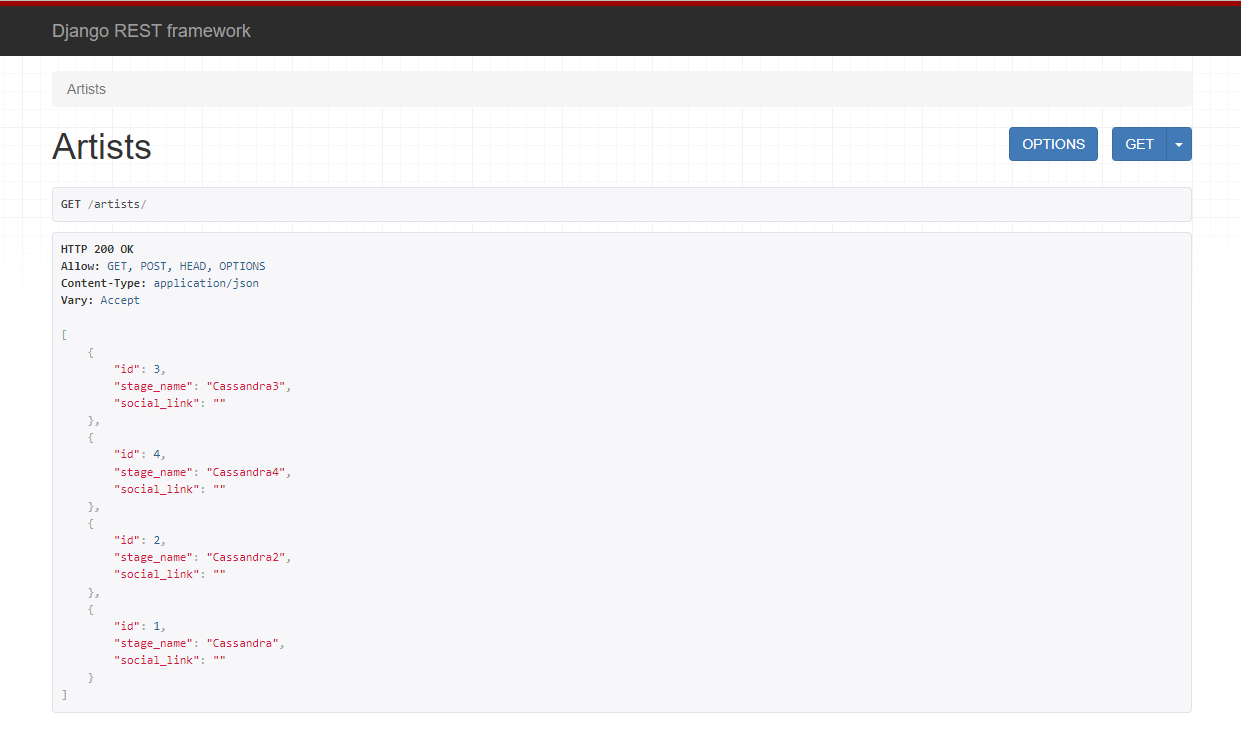 Django REST framework
Artists
Artists
OPTIONS
GET
GET /artists/
HTTP 200 OK
Allow: GET, POST, HEAD, OPTIONS
Content-Type: application/json
Vary: Accept
[
    {
        "id": 3,
        "stage_name": "Cassandra3",
        "social_link": ""
    },
    {
        "id": 4,
        "stage_name": "Cassandra4",
        "social_link": ""
    },
    {
        "id": 2,
        "stage_name": "Cassandra2",
        "social_link": ""
    },
    {
        "id": 1,
        "stage_name": "Cassandra",
        "social_link": ""
    }
]